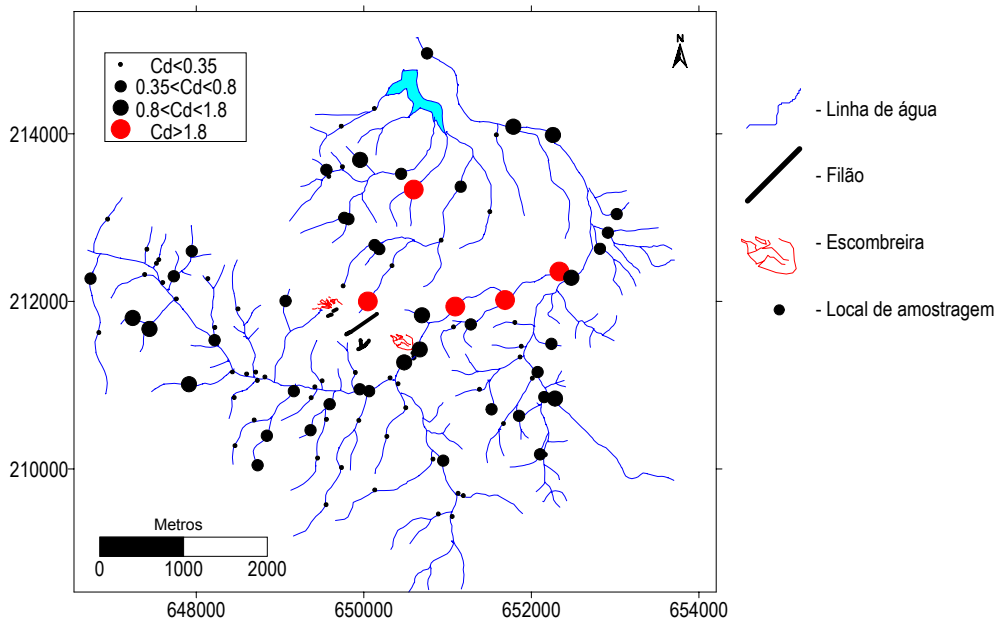 N
Cd<0.35
0.35<Cd<0.8
0.8<Cd<1.8
Cd>1.8
- Linha de água
- Filão
- Escombreira
- Local de amostragem
214000
212000
210000
Metros
0 1000 2000
648000 650000 652000 654000